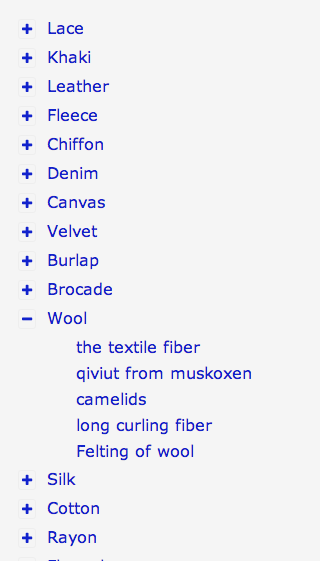 Lace
Khaki
Leather
Fleece
Chiffon
Denim
Canvas
Velvet
Burlap
Brocade
Wool
the textile fiber
qiviut from muskoxen
camelids
long curling fiber
Felting of wool
Silk
Cotton
Rayon